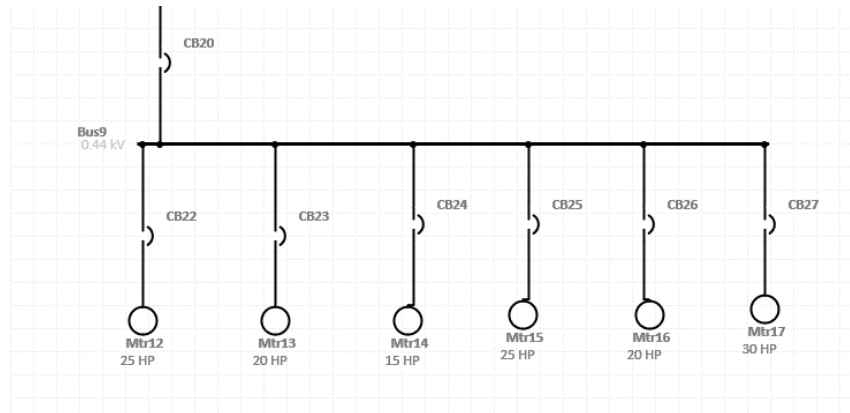 CB20
Bus9
0.44 kV
CB22
CB23
CB24
CB25
CB26
CB27
Mtr12
25 HP
Mtr13
20 HP
Mtr14
15 HP
Mtr15
25 HP
Mtr16
20 HP
Mtr17
30 HP